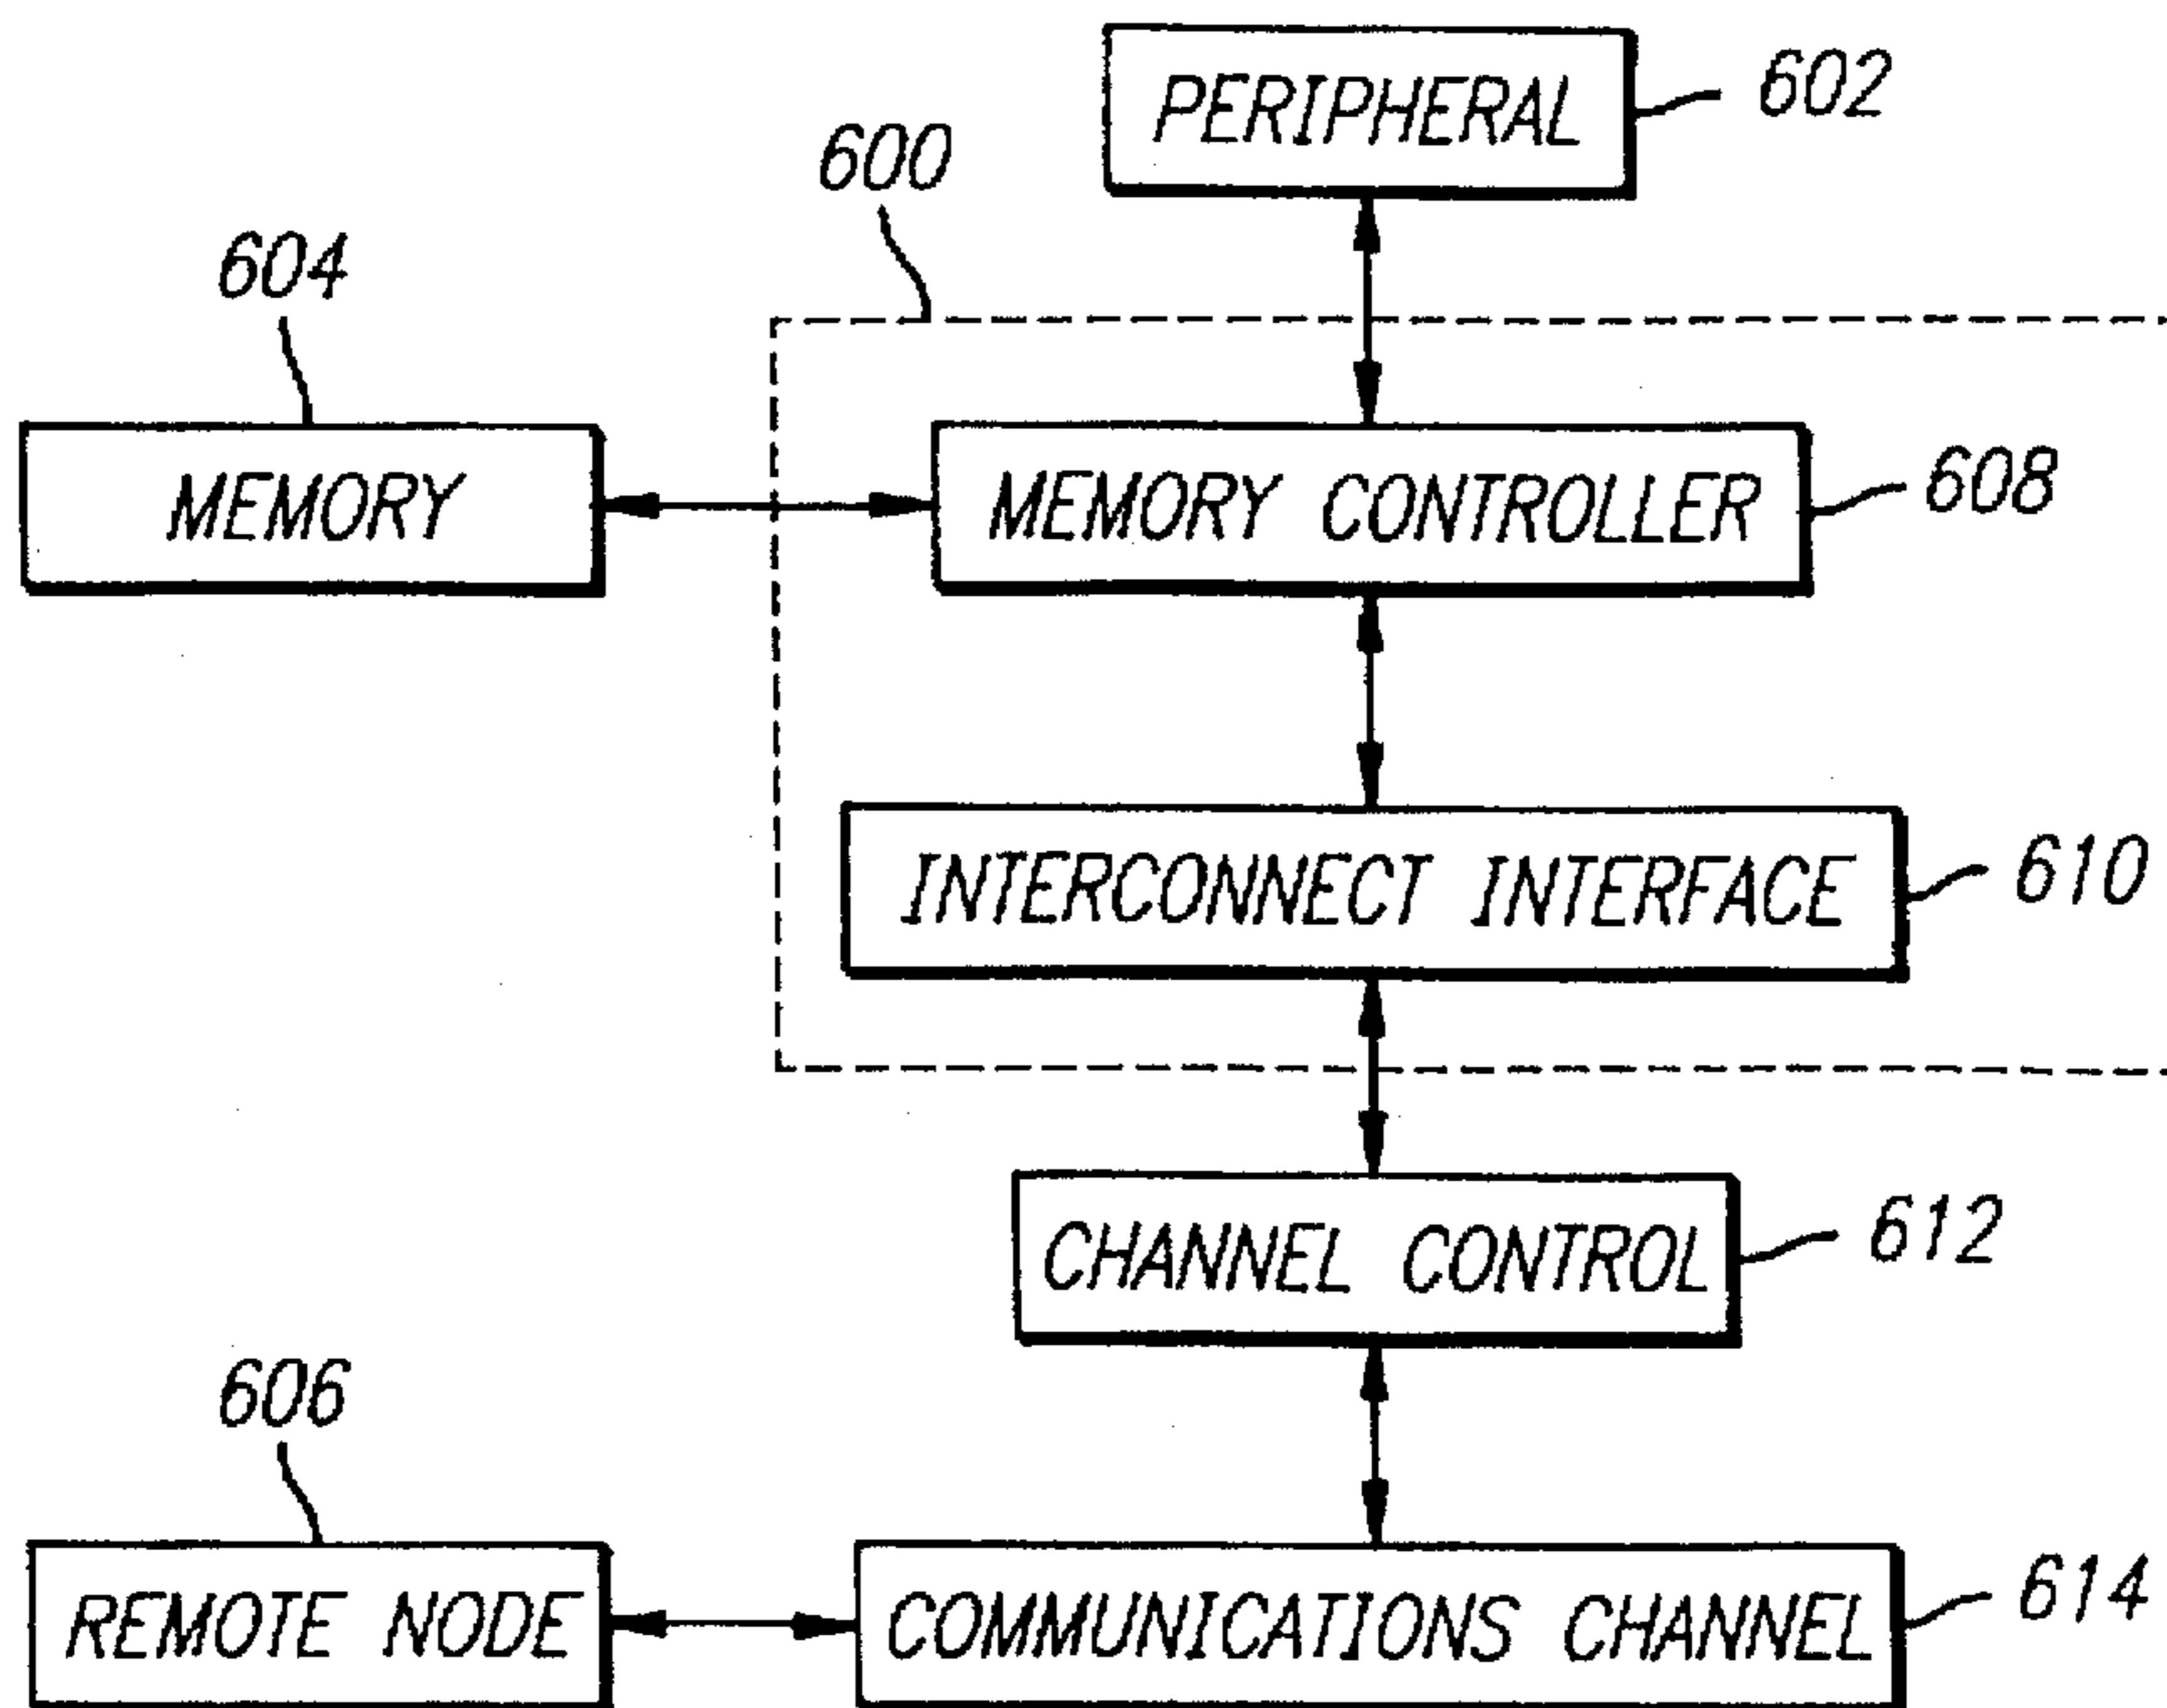 PERIPHERAL
602
600
604
MEMORY
MEMORY CONTROLLER
608
INTERCONNECT INTERFACE
610
CHANNEL CONTROL
612
606
REMOTE NODE
COMMUNICATIONS CHANNEL
614